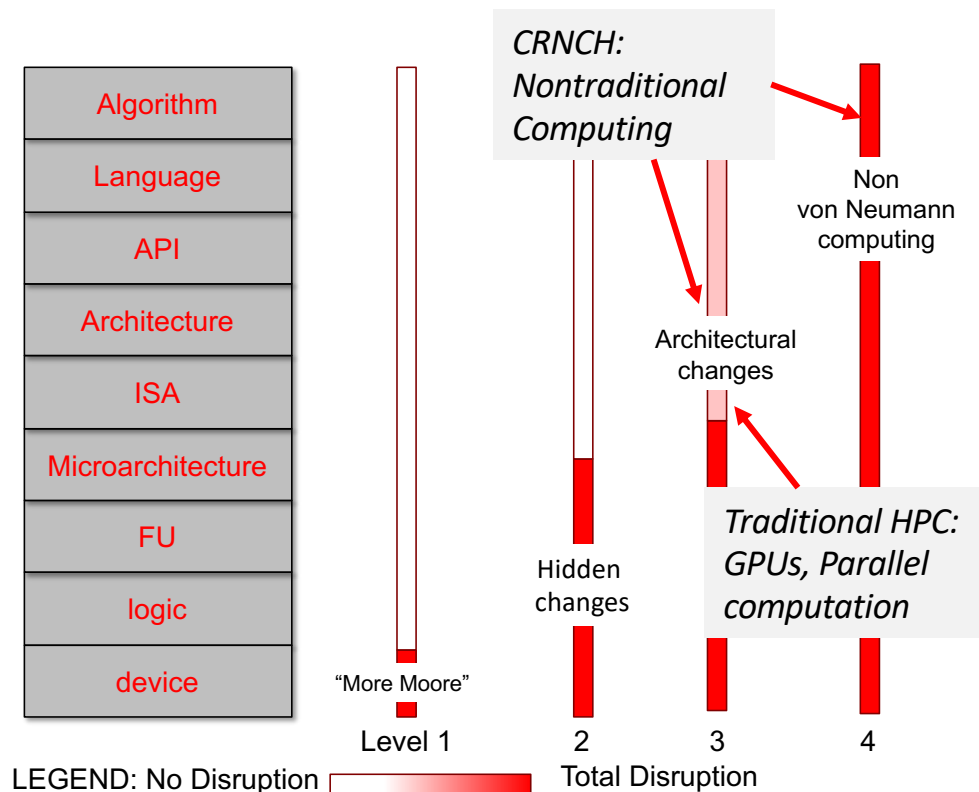 CRNCH:
Nontraditional
Computing
Algorithm
Language
API
Architecture
ISA
Microarchitecture
FU
logic
device
“More Moore”
Hidden
changes
Architectural
changes
Non
von Neumann
computing
Traditional HPC:
GPUs, Parallel
computation
Level 1
2
3
4
LEGEND: No Disruption
Total Disruption